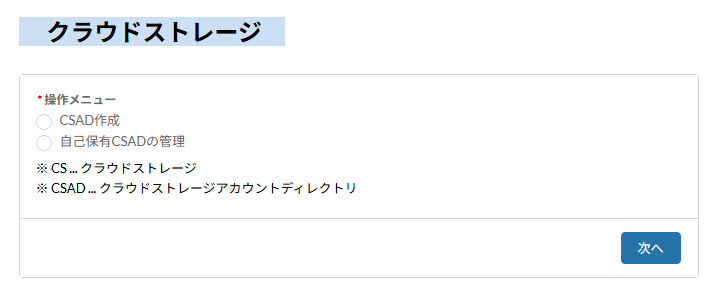 クラウドストレージ
*操作メニュー
CSAD作成
自己保有CSADの管理
※ CS ... クラウドストレージ
※ CSAD ... クラウドストレージアカウントディレクトリ
次へ